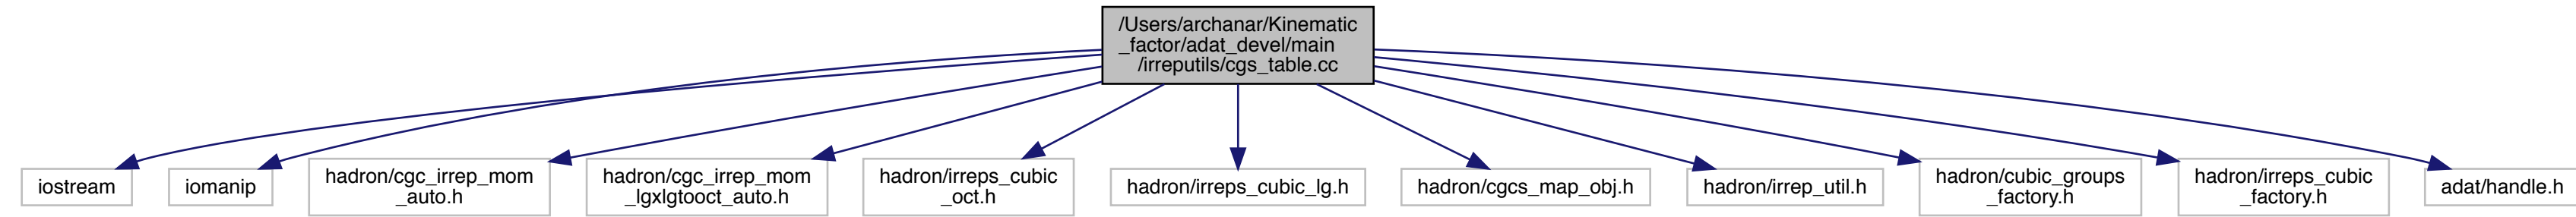 /Users/archanar/Kinematic
_factor/adat_devel/main
/irreputils/cgs_table.cc
iostream
iomanip
hadron/cgc_irrep_mom
_auto.h
hadron/cgc_irrep_mom
_lgxlgtooct_auto.h
hadron/irreps_cubic
_oct.h
hadron/irreps_cubic_lg.h
hadron/cgcs_map_obj.h
hadron/irrep_util.h
hadron/cubic_groups
_factory.h
hadron/irreps_cubic
_factory.h
adat/handle.h